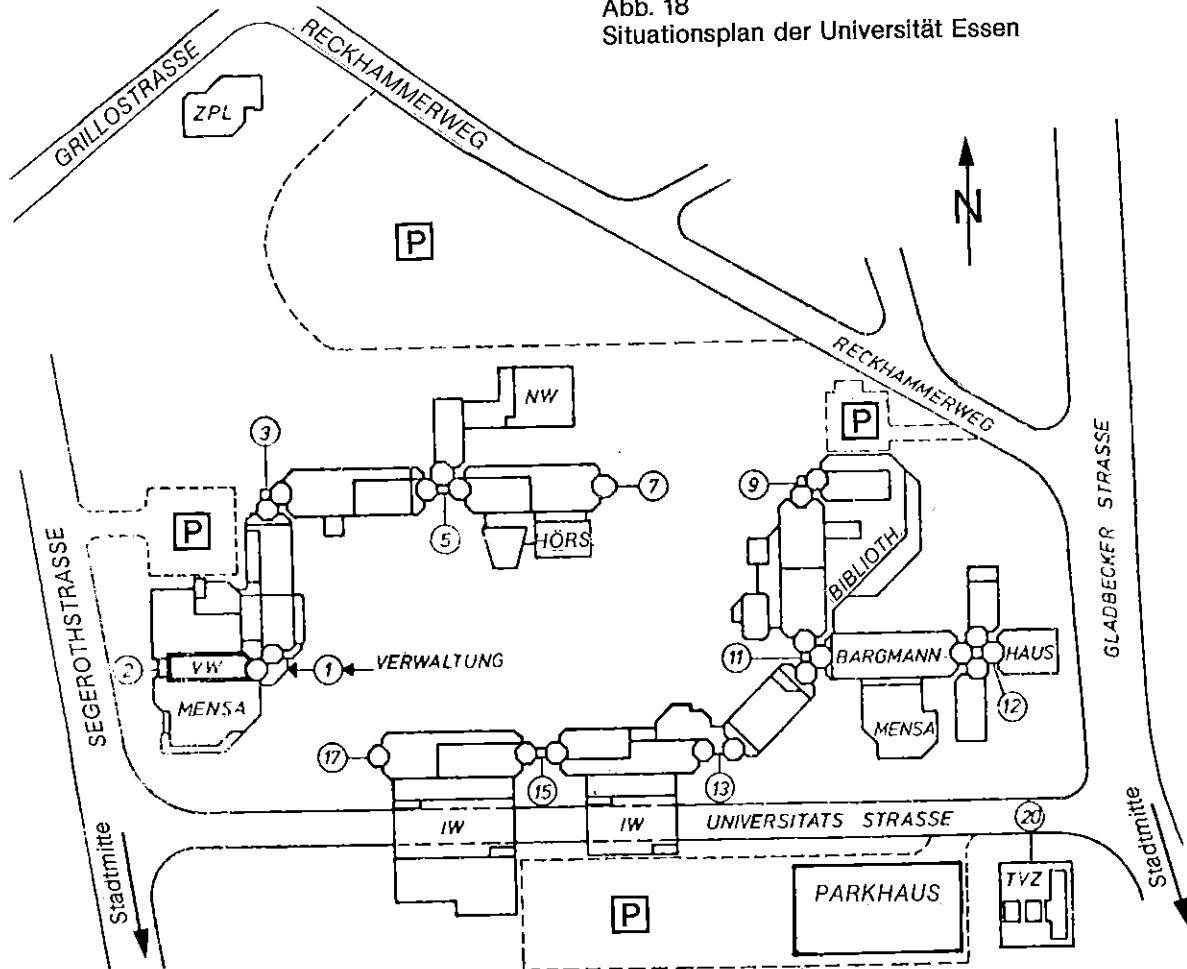 Abb. 18
Situationsplan der Universität Essen
GRILLOSTRASSE
RECKHAMMERWEG
ZPL
P
N
RECKHAMMERWEG
P
GLADBECKER STRASSE
SEGEROTHSTRASSE
P
3
NW
5
7
HÖRS.
9
BIBLIOTH.
11
BARGMANN
HAUS
12
MENSA
2
VW
1
VERWALTUNG
MENSA
17
15
13
IW
IW
UNIVERSITÄTS STRASSE
20
Stadtmitte
Stadtmitte
P
PARKHAUS
TVZ